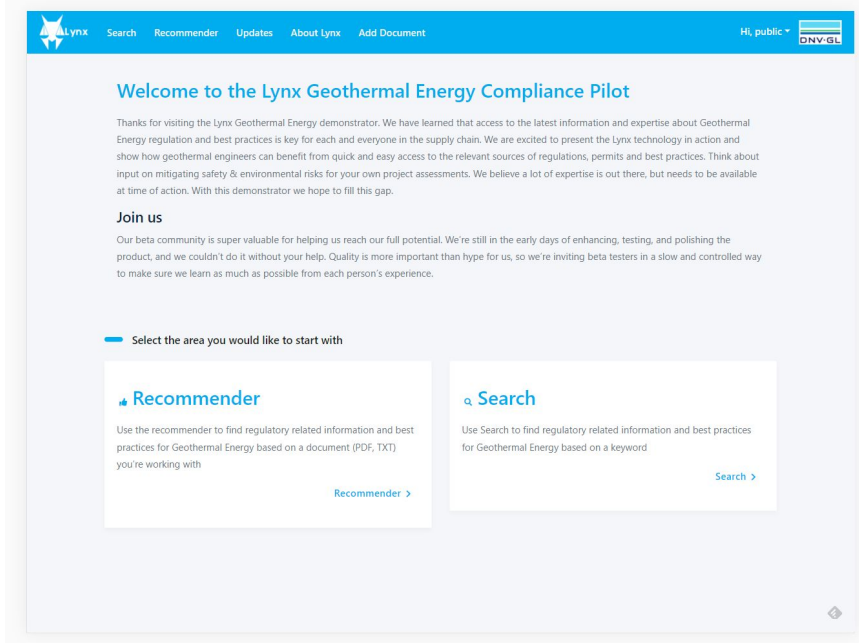 Lynx Search Recommender Updates About Lynx Add Document Hi, public
DNV·GL
Welcome to the Lynx Geothermal Energy Compliance Pilot
Thanks for visiting the Lynx Geothermal Energy demonstrator. We have learned that access to the latest information and expertise about Geothermal
Energy regulation and best practices is key for each and everyone in the supply chain. We are excited to present the Lynx technology in action and
show how geothermal engineers can benefit from quick and easy access to the relevant sources of regulations, permits and best practices. Think about
input on mitigating safety & environmental risks for your own project assessments. We believe a lot of expertise is out there, but needs to be available
at time of action. With this demonstrator we hope to fill this gap.
Join us
Our beta community is super valuable for helping us reach our full potential. We're still in the early days of enhancing, testing, and polishing the
product, and we couldn't do it without your help. Quality is more important than hype for us, so we're inviting beta testers in a slow and controlled way
to make sure we learn as much as possible from each person's experience.
Select the area you would like to start with
Recommender
Use the recommender to find regulatory related information and best
practices for Geothermal Energy based on a document (PDF, TXT)
you're working with
Recommender >
Search
Use Search to find regulatory related information and best practices
for Geothermal Energy based on a keyword
Search >